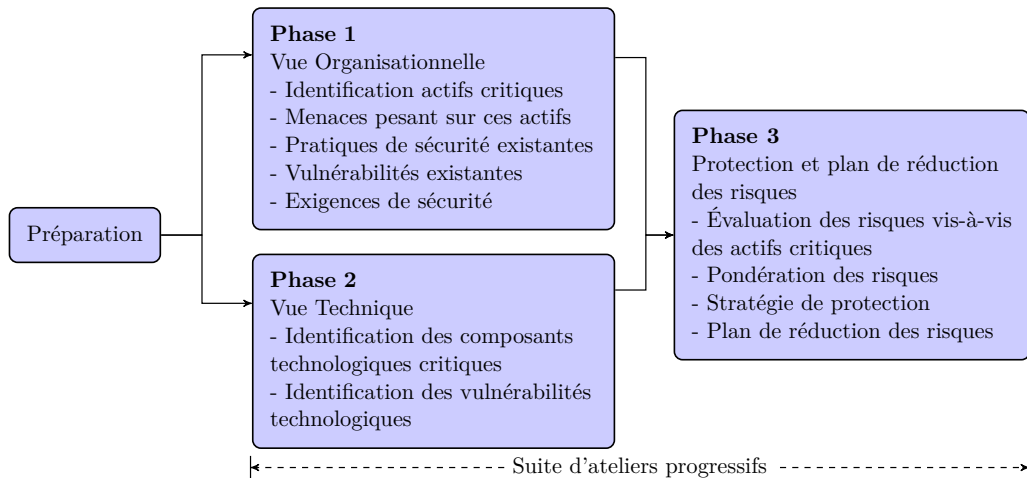 Préparation
Phase 1
Vue Organisationnelle
- Identification actifs critiques
- Menaces pesant sur ces actifs
- Pratiques de sécurité existantes
- Vulnérabilités existantes
- Exigences de sécurité
Phase 2
Vue Technique
- Identification des composants
technologiques critiques
- Identification des vulnérabilités
technologiques
Phase 3
Protection et plan de réduction
des risques
- Évaluation des risques vis-à-vis
des actifs critiques
- Pondération des risques
- Stratégie de protection
- Plan de réduction des risques
Suite d'ateliers progressifs